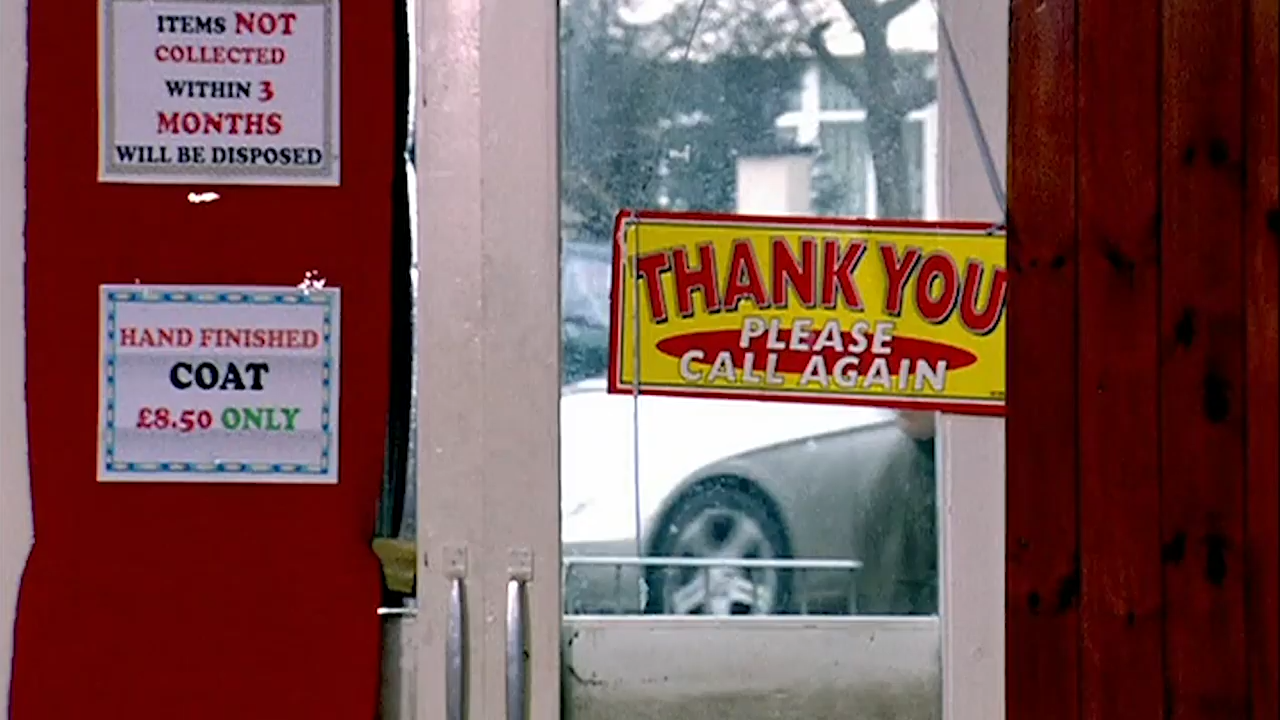 ITEMS NOT
COLLECTED
WITHIN 3
MONTHS
WILL BE DISPOSED
HAND FINISHED
COAT
£8.50 ONLY
THANK YOU
PLEASE
CALL AGAIN